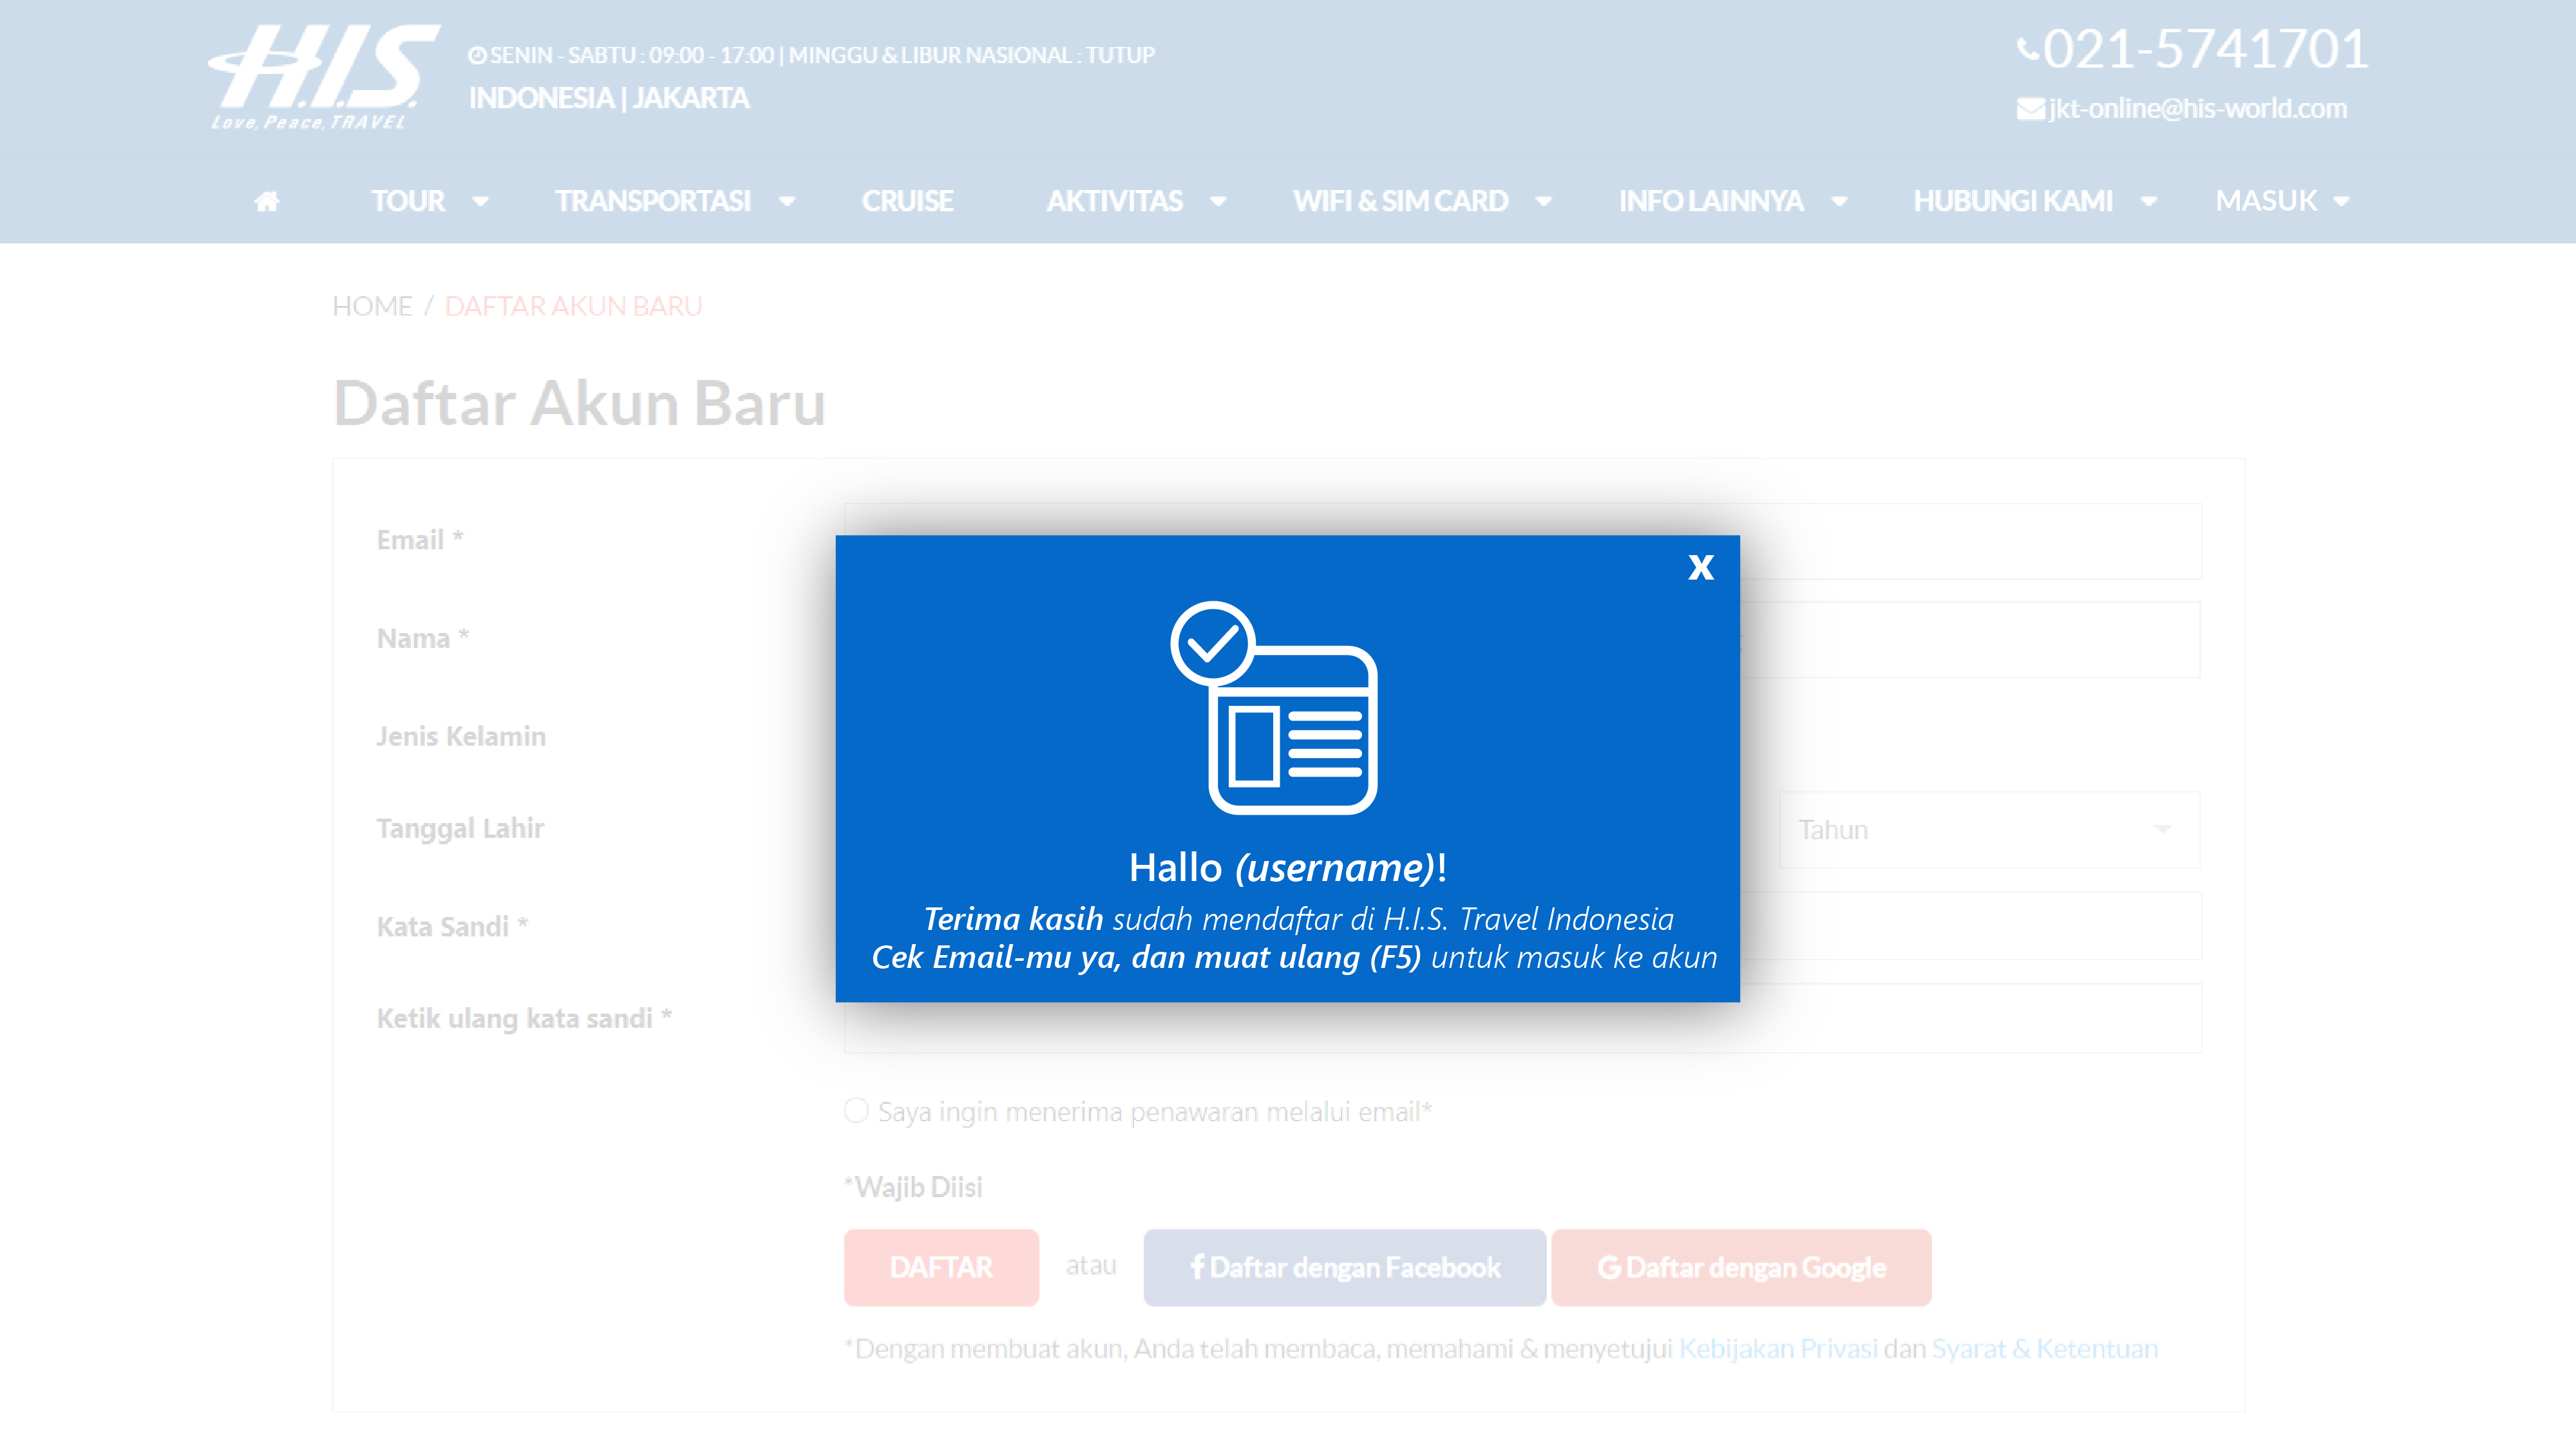 H.I.S.
Love, Peace, TRAVEL
SENIN - SABTU : 09:00 - 17:00 | MINGGU & LIBUR NASIONAL : TUTUP
INDONESIA | JAKARTA
021-5741701
jkt-online@his-world.com
TOUR TRANSPORTASI CRUISE AKTIVITAS WIFI & SIM CARD INFO LAINNYA HUBUNGI KAMI MASUK
HOME / DAFTAR AKUN BARU
Daftar Akun Baru
Email *
Nama *
Jenis Kelamin
Tanggal Lahir
Tahun
Kata Sandi *
Ketik ulang kata sandi *
X
Hallo (username)!
Terima kasih sudah mendaftar di H.I.S. Travel Indonesia
Cek Email-mu ya, dan muat ulang (F5) untuk masuk ke akun
Saya ingin menerima penawaran melalui email*
*Wajib Diisi
DAFTAR atau f Daftar dengan Facebook G Daftar dengan Google
*Dengan membuat akun, Anda telah membaca, memahami & menyetujui Kebijakan Privasi dan Syarat & Ketentuan